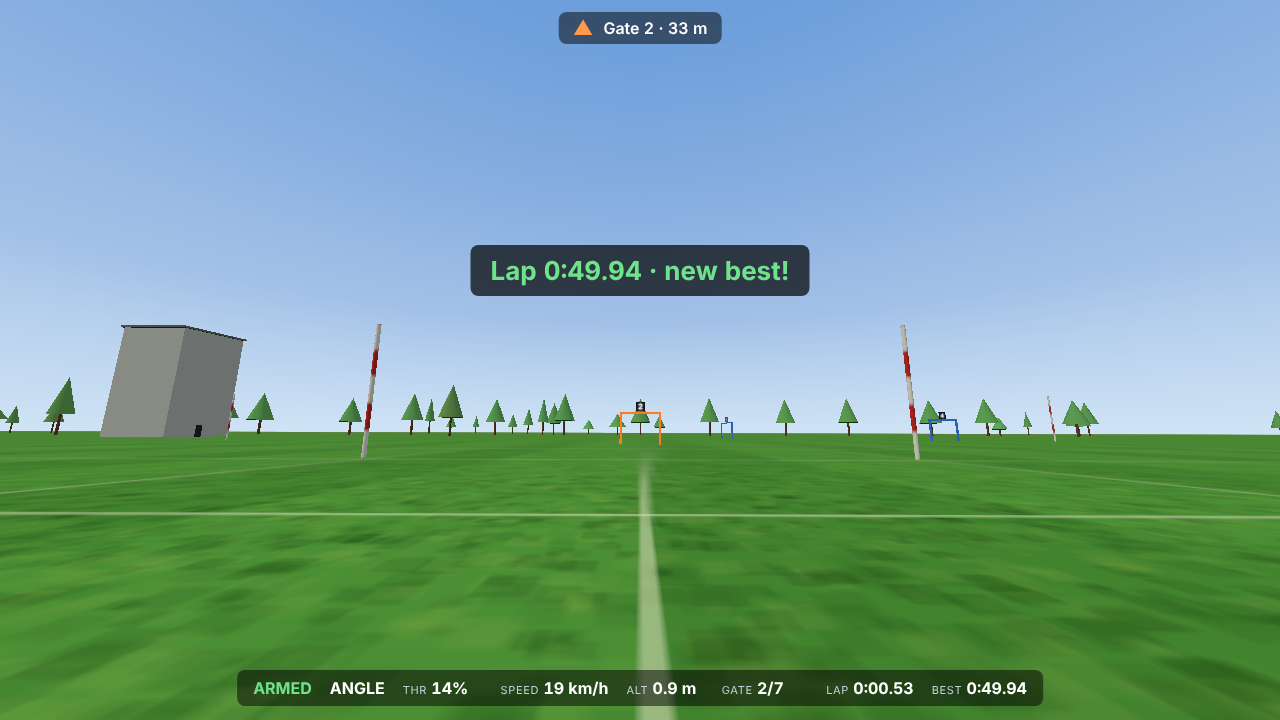 Gate 2 · 33 m
Lap 0:49.94 · new best!
2
ARMED ANGLE THR 14% SPEED 19 km/h ALT 0.9 m GATE 2/7 LAP 0:00.53 BEST 0:49.94